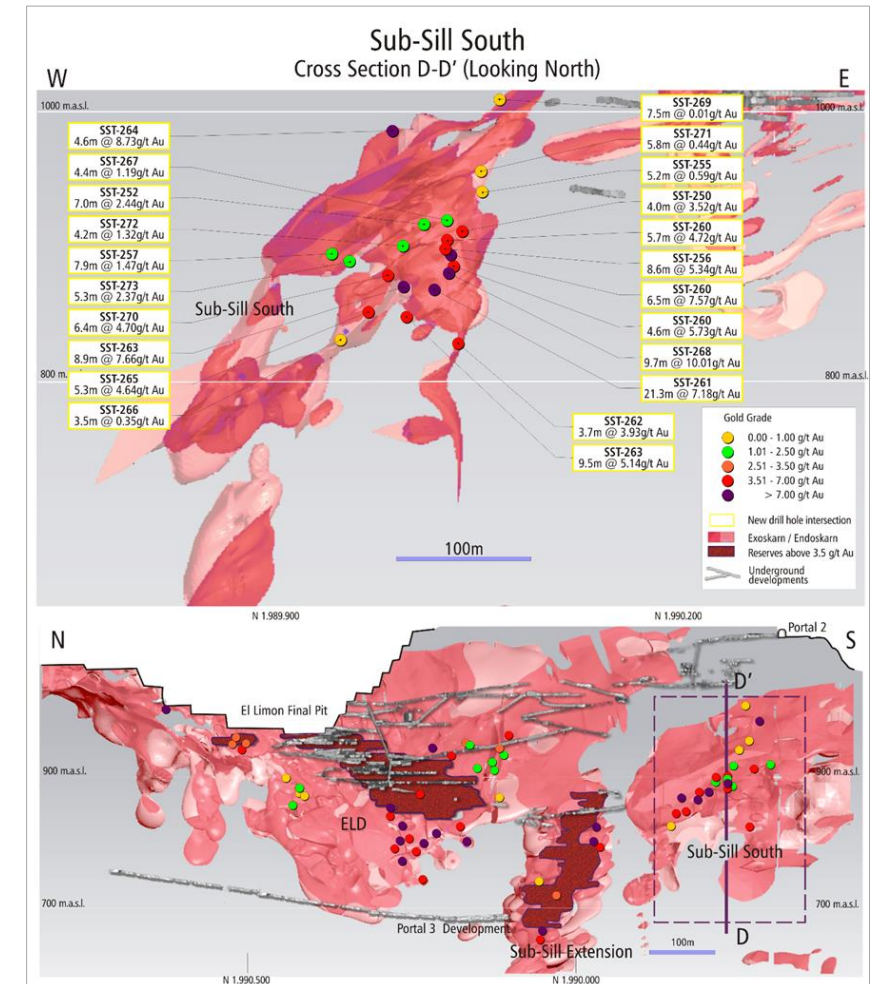 Sub-Sill South
Cross Section D-D’ (Looking North)
W
E
1000 m.a.s.l.
1000 m.a.s.l.
SST-264
4.6m @ 8.73g/t Au
SST-267
4.4m @ 1.19g/t Au
SST-252
7.0m @ 2.44g/t Au
SST-272
4.2m @ 1.32g/t Au
SST-257
7.9m @ 1.47g/t Au
SST-273
5.3m @ 2.37g/t Au
SST-270
6.4m @ 4.70g/t Au
SST-263
8.9m @ 7.66g/t Au
SST-265
5.3m @ 4.64g/t Au
SST-266
3.5m @ 0.35g/t Au
SST-269
7.5m @ 0.01g/t Au
SST-271
5.8m @ 0.44g/t Au
SST-255
5.2m @ 0.59g/t Au
SST-250
4.0m @ 3.52g/t Au
SST-260
5.7m @ 4.72g/t Au
SST-256
8.6m @ 5.34g/t Au
SST-260
6.5m @ 7.57g/t Au
SST-260
4.6m @ 5.73g/t Au
SST-268
9.7m @ 10.01g/t Au
SST-261
21.3m @ 7.18g/t Au
SST-262
3.7m @ 3.93g/t Au
SST-263
9.5m @ 5.14g/t Au
Sub-Sill South
800 m.
800 m.a.s.l.
100m
Gold Grade
0.00 - 1.00 g/t Au
1.01 - 2.50 g/t Au
2.51 - 3.50 g/t Au
3.51 - 7.00 g/t Au
> 7.00 g/t Au
New drill hole intersection
Exoskarn / Endoskarn
Reserves above 3.5 g/t Au
Underground
developments
N 1.989.900
N 1.990.200
N
S
Portal 2
D’
El Limon Final Pit
900 m.a.s.l.
900 m.a.s.l.
ELD
Sub-Sill South
700 m.a.s.l.
700 m.a.s.l.
Portal 3 Development
Sub-Sill Extension
100m
D
N 1.990.500
N 1.990.000